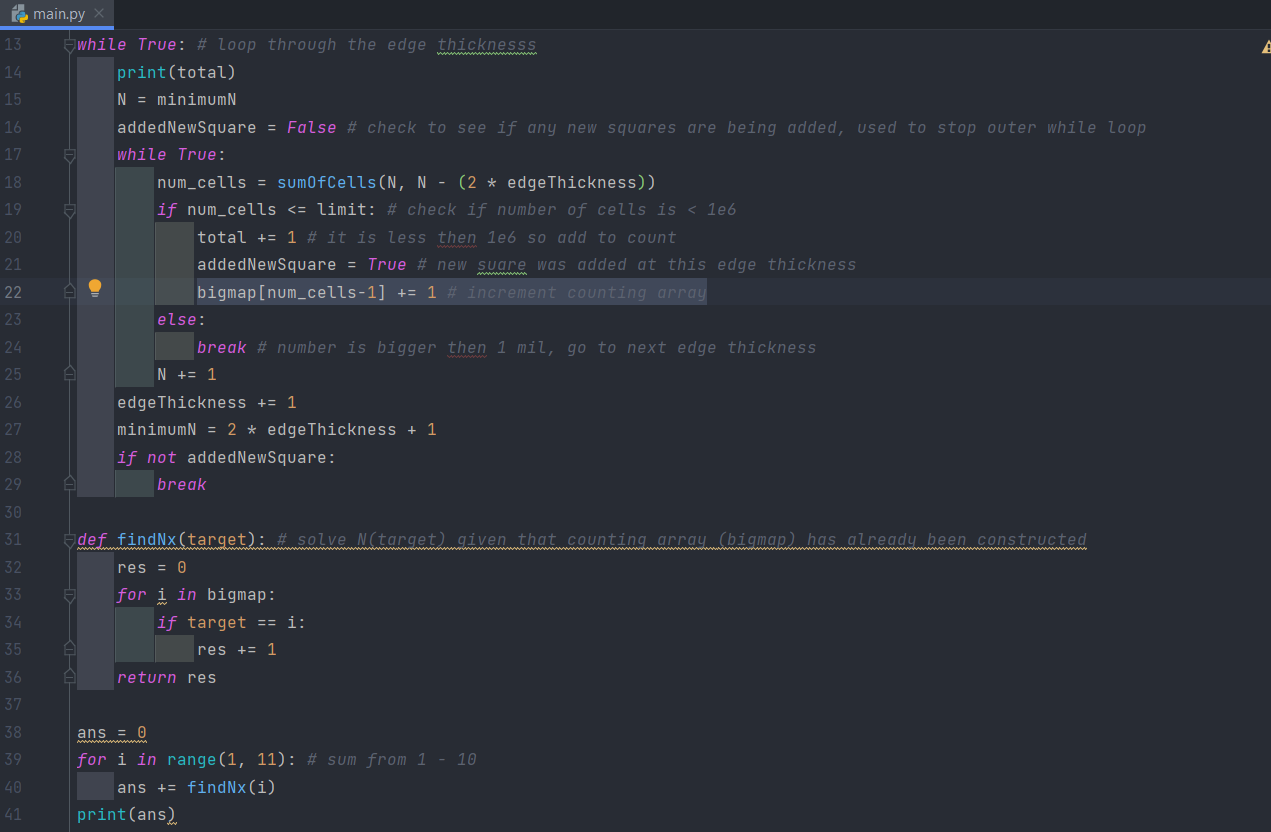 main.py
13 while True: # loop through the edge thicknesss
14 print(total)
15 N = minimumN
16 addedNewSquare = False # check to see if any new squares are being added, used to stop outer while loop
17 while True:
18 num_cells = sumOfCells(N, N - (2 * edgeThickness))
19 if num_cells <= limit: # check if number of cells is < 1e6
20 total += 1 # it is less then 1e6 so add to count
21 addedNewSquare = True # new suqre was added at this edge thickness
22 bigmap[num_cells-1] += 1 # increment counting array
23 else:
24 break # number is bigger then 1 mil, go to next edge thickness
25 N += 1
26 edgeThickness += 1
27 minimumN = 2 * edgeThickness + 1
28 if not addedNewSquare:
29 break
30
31 def findNx(target): # solve N(target) given that counting array (bigmap) has already been constructed
32 res = 0
33 for i in bigmap:
34 if target == i:
35 res += 1
36 return res
37
38 ans = 0
39 for i in range(1, 11): # sum from 1 - 10
40 ans += findNx(i)
41 print(ans)